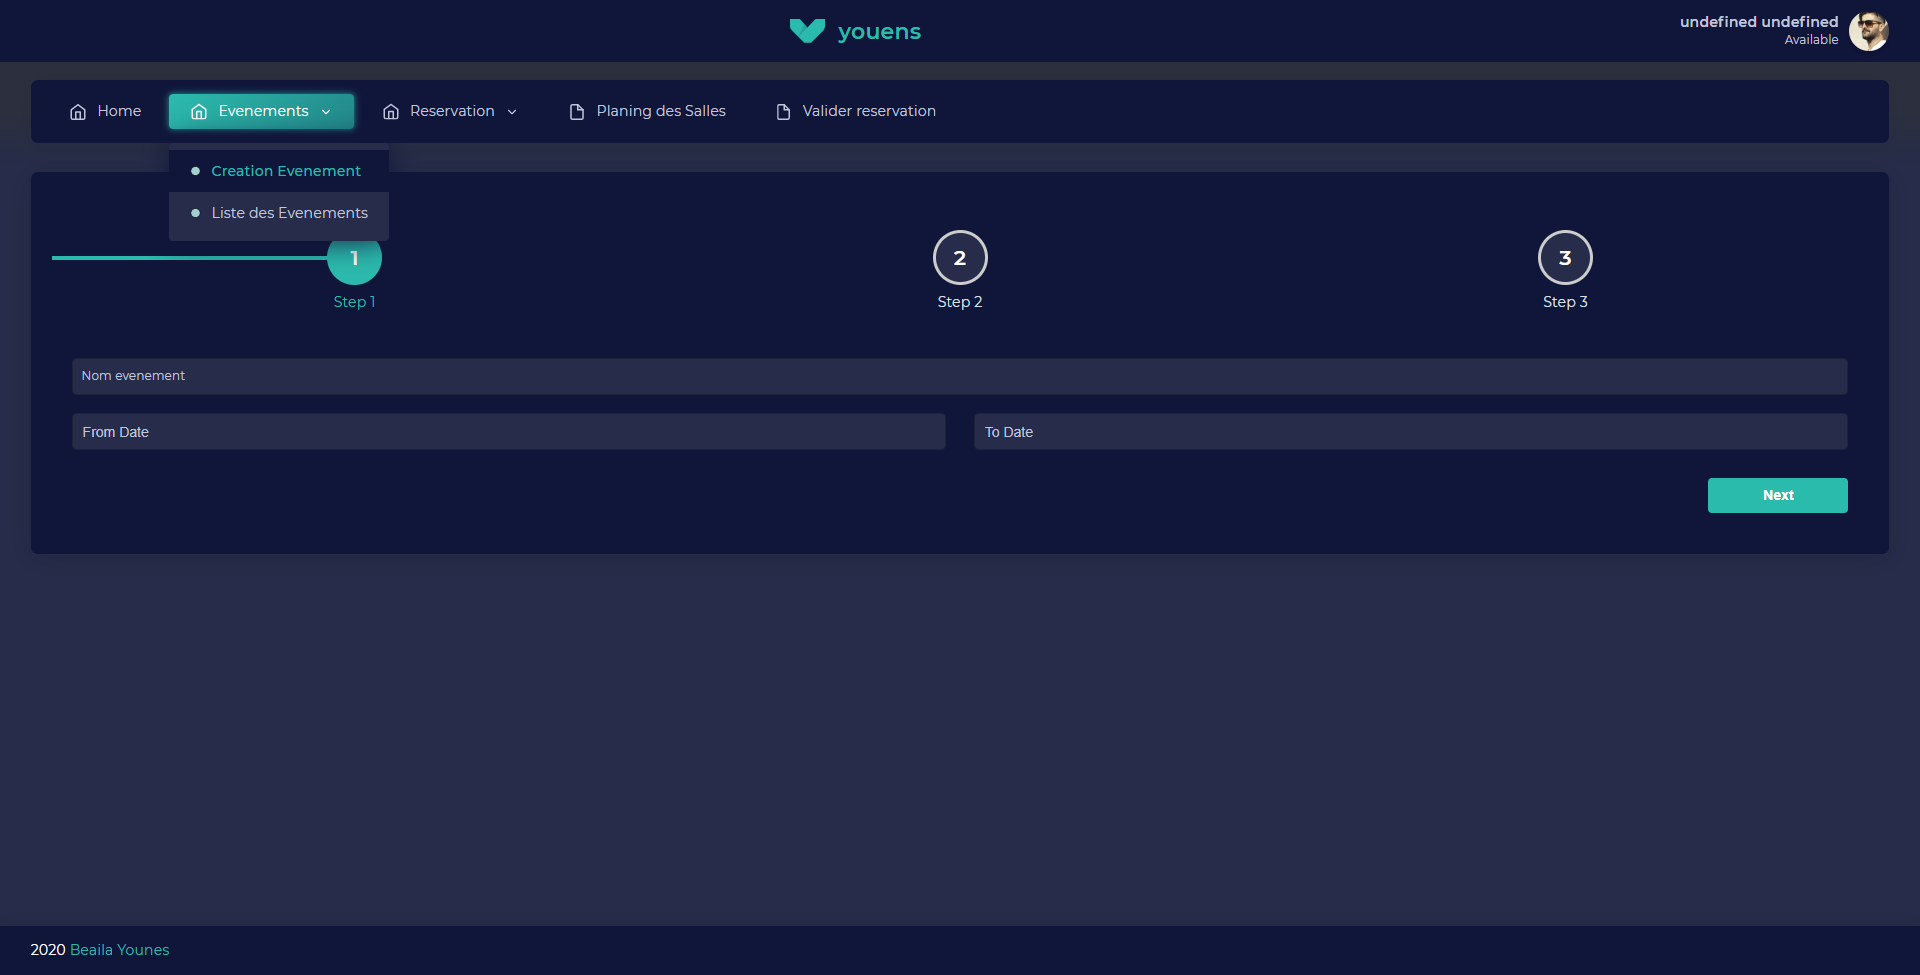 youens
undefined undefined
Available
Home
Evenements
Reservation
Planing des Salles
Valider reservation
Creation Evenement
Liste des Evenements
1
2
3
Step 1
Step 2
Step 3
Nom evenement
From Date
To Date
Next
2020 Beaila Younes